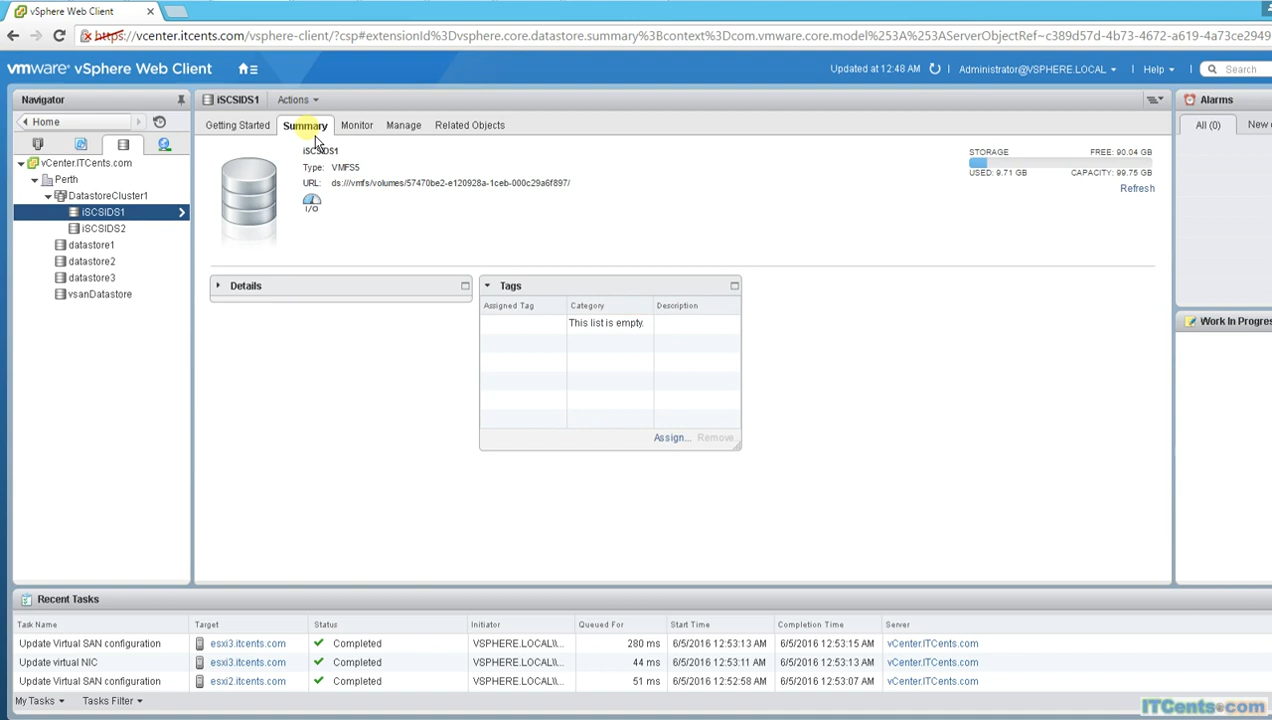 vSphere Web Client
https://vcenter.itcents.com/vsphere-client/?csp#extensionId%3Dvsphere.core.datastore.summary%3Bcontext%3Dcom.vmware.core.model%253A%253AServerObjectRef~c389d57d-4b73-4672-a619-4a73ce2949
vmware® vSphere Web Client
Updated at 12:48 AM
Administrator@VSPHERE.LOCAL
Help
Search
Navigator
Home
vCenter.ITCents.com
Perth
DatastoreCluster1
iSCSIDS1
iSCSIDS2
datastore1
datastore2
datastore3
vsanDatastore
iSCSIDS1 Actions
Getting Started Summary Monitor Manage Related Objects
iSCSIDS1
Type: VMFS5
URL: ds:///vmfs/volumes/57470be2-e120928a-1ceb-000c29a6f897/
I/O
STORAGE FREE: 90.04 GB
USED: 9.71 GB CAPACITY: 99.75 GB
Refresh
Details
Tags
Assigned Tag Category Description
This list is empty.
Assign... Remove
Alarms
All (0) New
Work In Progres
Recent Tasks
Task Name Target Status Initiator Queued For Start Time Completion Time Server
Update Virtual SAN configuration esxi3.itcents.com Completed VSPHERE.LOCAL\\... 280 ms 6/5/2016 12:53:13 AM 6/5/2016 12:53:15 AM vCenter.ITCents.com
Update virtual NIC esxi3.itcents.com Completed VSPHERE.LOCAL\\... 44 ms 6/5/2016 12:53:11 AM 6/5/2016 12:53:13 AM vCenter.ITCents.com
Update Virtual SAN configuration esxi2.itcents.com Completed VSPHERE.LOCAL\\... 51 ms 6/5/2016 12:52:58 AM 6/5/2016 12:53:07 AM vCenter.ITCents.com
My Tasks Tasks Filter
ITCents.com